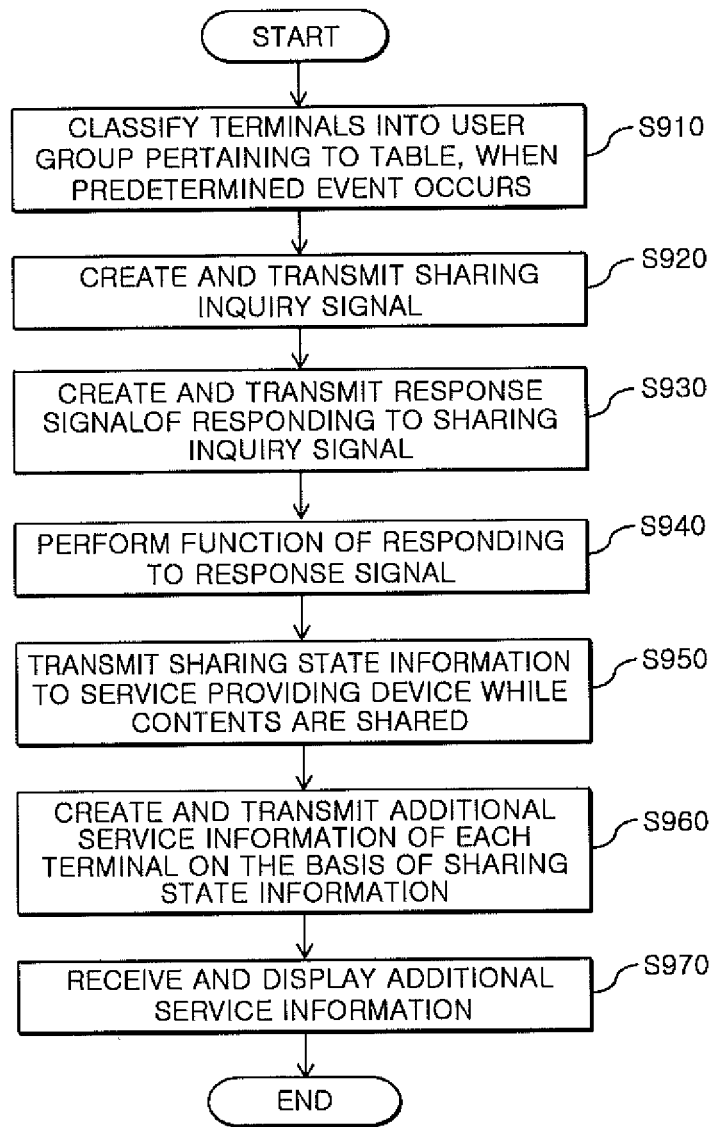 START
CLASSIFY TERMINALS INTO USER
GROUP PERTAINING TO TABLE, WHEN
PREDETERMINED EVENT OCCURS
S910
CREATE AND TRANSMIT SHARING
INQUIRY SIGNAL
S920
CREATE AND TRANSMIT RESPONSE
SIGNALOF RESPONDING TO SHARING
INQUIRY SIGNAL
S930
PERFORM FUNCTION OF RESPONDING
TO RESPONSE SIGNAL
S940
TRANSMIT SHARING STATE INFORMATION
TO SERVICE PROVIDING DEVICE WHILE
CONTENTS ARE SHARED
S950
CREATE AND TRANSMIT ADDITIONAL
SERVICE INFORMATION OF EACH
TERMINAL ON THE BASIS OF SHARING
STATE INFORMATION
S960
RECEIVE AND DISPLAY ADDITIONAL
SERVICE INFORMATION
S970
END